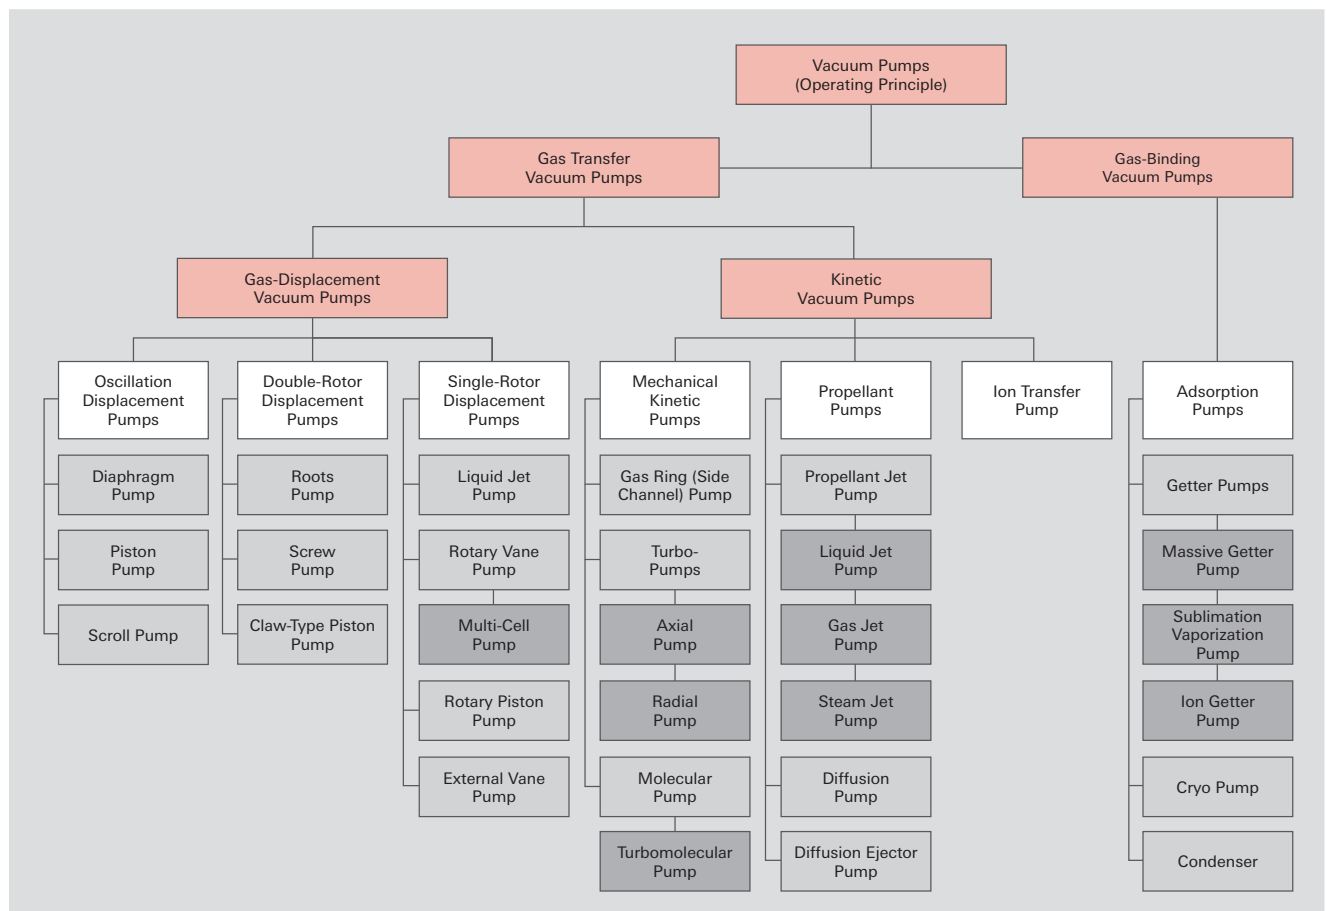 Vacuum Pumps
(Operating Principle)
Gas Transfer
Vacuum Pumps
Gas-Binding
Vacuum Pumps
Gas-Displacement
Vacuum Pumps
Kinetic
Vacuum Pumps
Oscillation
Displacement
Pumps
Double-Rotor
Displacement
Pumps
Single-Rotor
Displacement
Pumps
Mechanical
Kinetic
Pumps
Propellant
Pumps
Ion Transfer
Pump
Adsorption
Pumps
Diaphragm
Pump
Roots
Pump
Liquid Jet
Pump
Gas Ring (Side
Channel) Pump
Propellant Jet
Pump
Getter Pumps
Piston
Pump
Screw
Pump
Rotary Vane
Pump
Turbo-
Pumps
Liquid Jet
Pump
Massive Getter
Pump
Scroll Pump
Claw-Type Piston
Pump
Multi-Cell
Pump
Axial
Pump
Gas Jet
Pump
Sublimation
Vaporization
Pump
Rotary Piston
Pump
Radial
Pump
Steam Jet
Pump
Ion Getter
Pump
External Vane
Pump
Molecular
Pump
Diffusion
Pump
Cryo Pump
Turbomolecular
Pump
Diffusion Ejector
Pump
Condenser